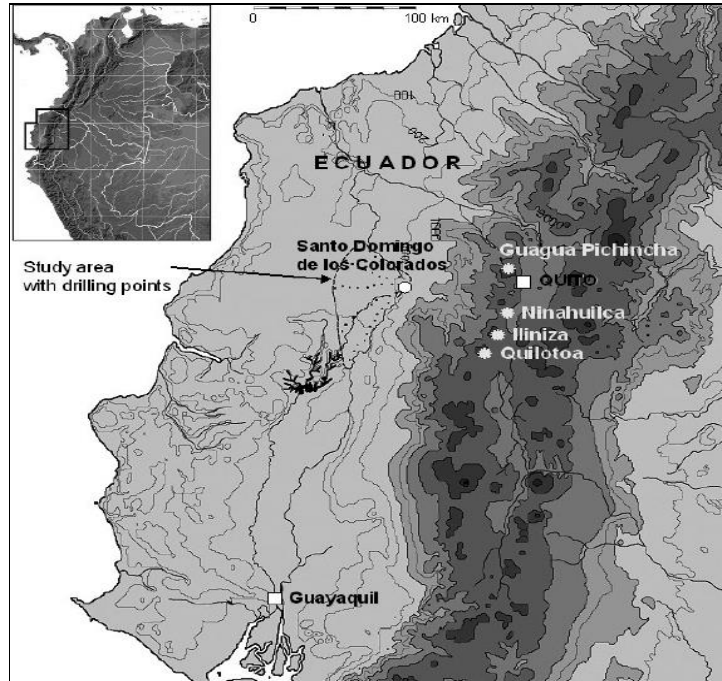 0 100 km
100
ECUADOR
Santo Domingo
de los-Colorados
Study area
with drilling points
Guagua Pichincha
QUITO
Ninahuilca
Iliniza
Quilotoa
Guayaquil